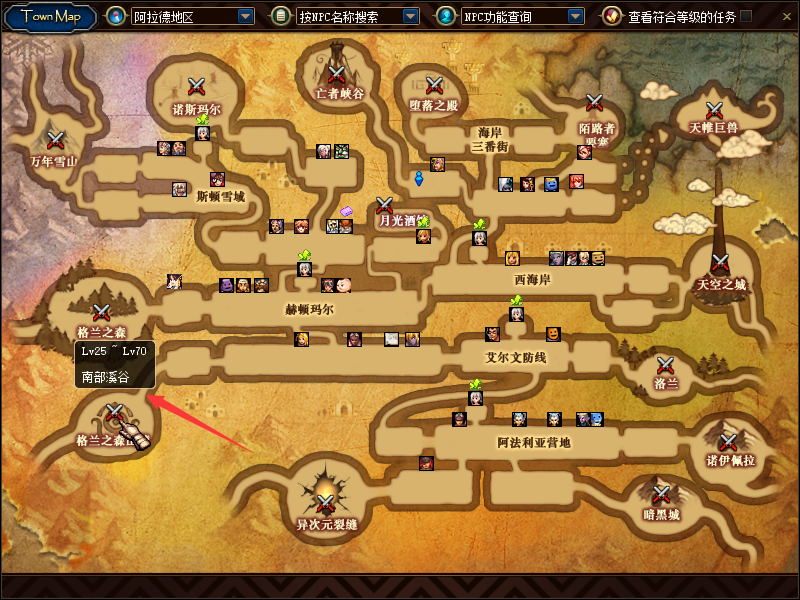 Town Map
阿拉德地区
按NPC名称搜索
NPC功能查询
查看符合等级的任务
诺斯玛尔
亡者峡谷
堕落之殿
海岸
三番街
陌路者
要塞
天帷巨兽
万年雪山
斯顿雪城
月光酒馆
西海岸
天空之城
赫顿玛尔
格兰之森
Lv25 ~ Lv70
南部溪谷
艾尔文防线
洛兰
格兰之森
阿法利亚营地
诺伊佩拉
异次元裂缝
暗黑城